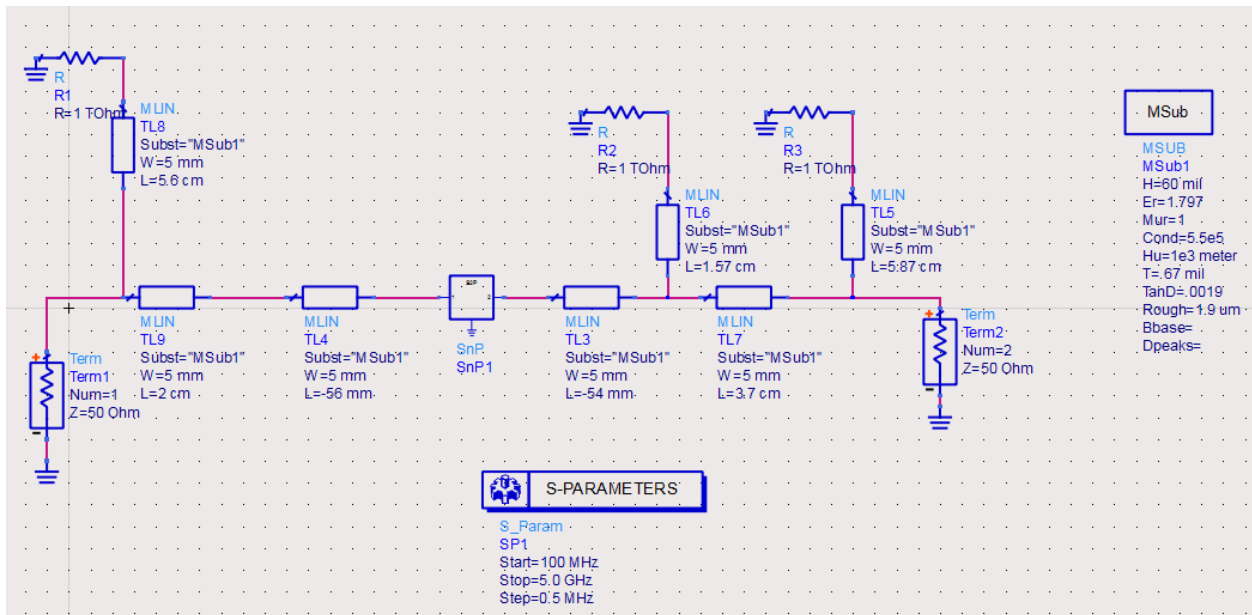 R
R1
R=1 TOhm
MLIN
TL8
Subst="MSub1"
W=5 mm
L=5.6 cm
R
R2
R=1 TOhm
R
R3
R=1 TOhm
MSub
MSUB
MSub1
H=60 mil
Er=1.797
Mur=1
Cond=5.5e5
Hu=1e3 meter
T=.67 mil
TanD=.0019
Rough=1.9 um
Bbase=
Dpeaks=
MLIN
TL6
Subst="MSub1"
W=5 mm
L=1.57 cm
MLIN
TL5
Subst="MSub1"
W=5 mm
L=5.87 cm
Term
Term1
Num=1
Z=50 Ohm
MLIN
TL9
Subst="MSub1"
W=5 mm
L=2 cm
MLIN
TL4
Subst="MSub1"
W=5 mm
L=-56 mm
1
S2P
2
SnP
SnP1
MLIN
TL3
Subst="MSub1"
W=5 mm
L=-54 mm
MLIN
TL7
Subst="MSub1"
W=5 mm
L=3.7 cm
Term
Term2
Num=2
Z=50 Ohm
S-PARAMETERS
S_Param
SP1
Start=100 MHz
Stop=5.0 GHz
Step=0.5 MHz